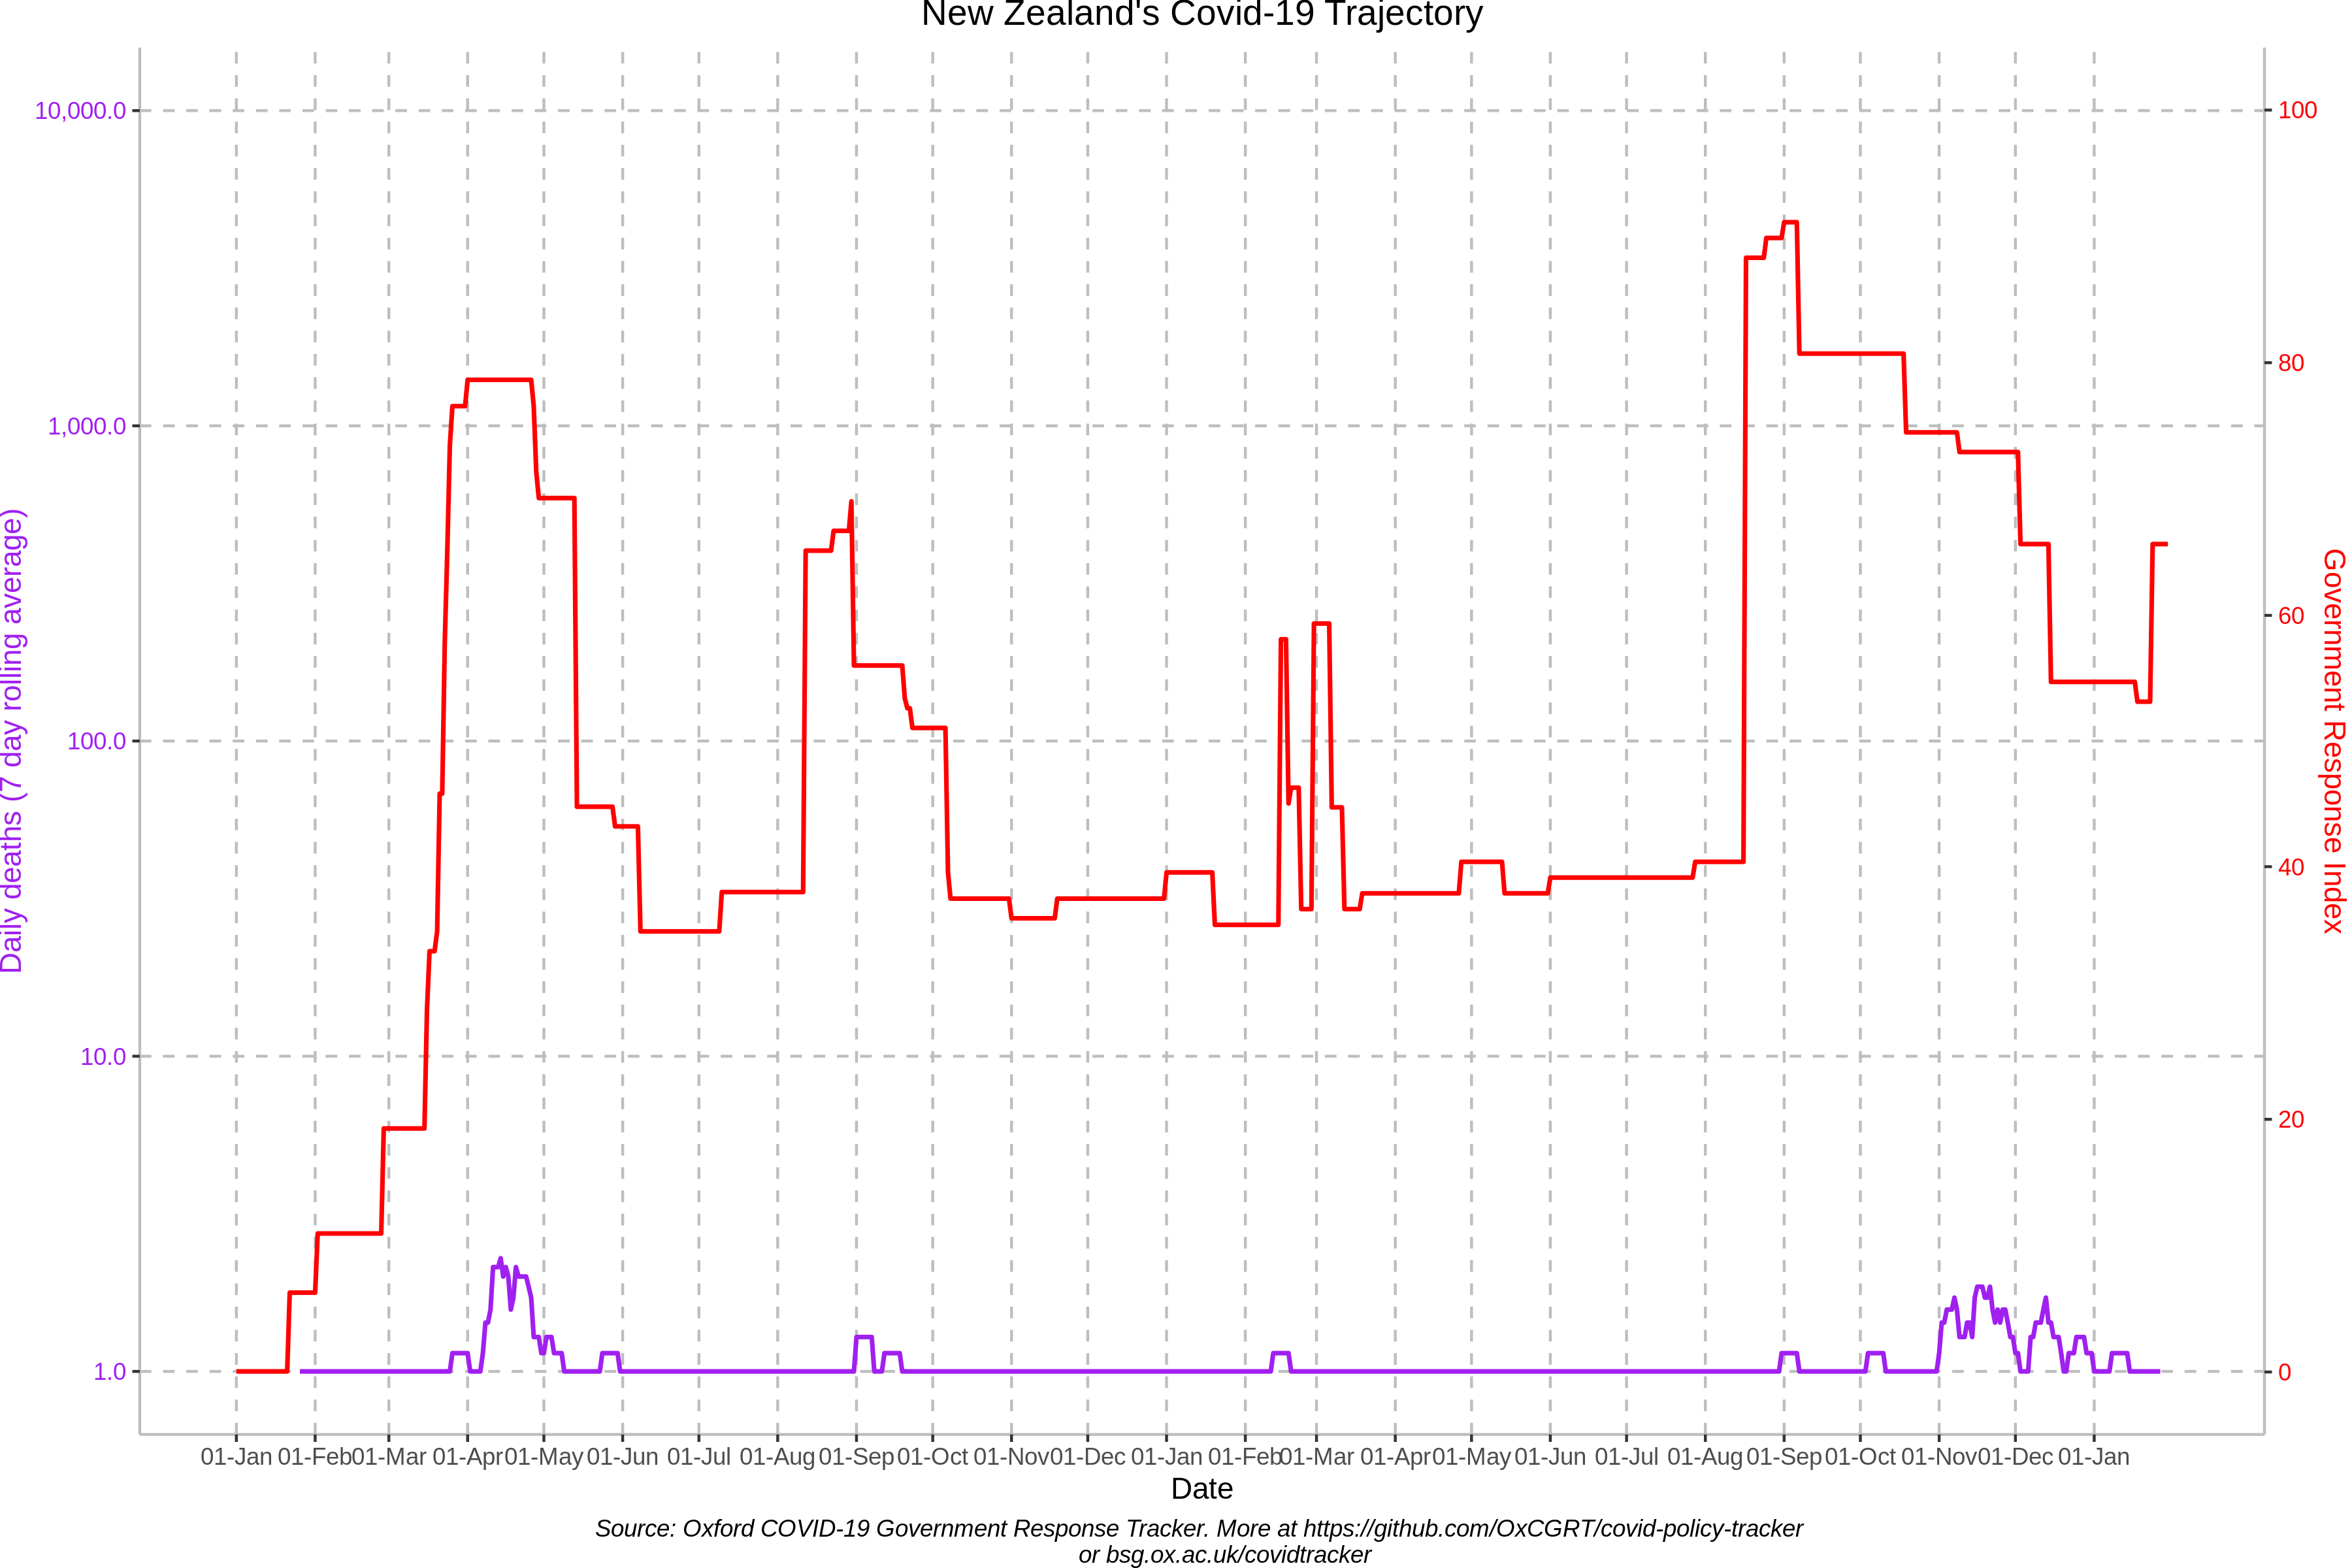 New Zealand's Covid-19 Trajectory
10,000.0
1,000.0
100.0
10.0
1.0
Daily deaths (7 day rolling average)
100
80
60
40
20
0
Government Response Index
01-Jan 01-Feb 01-Mar 01-Apr 01-May 01-Jun 01-Jul 01-Aug 01-Sep 01-Oct 01-Nov 01-Dec 01-Jan 01-Feb 01-Mar 01-Apr 01-May 01-Jun 01-Jul 01-Aug 01-Sep 01-Oct 01-Nov 01-Dec 01-Jan
Date
Source: Oxford COVID-19 Government Response Tracker. More at https://github.com/OxCGRT/covid-policy-tracker
or bsg.ox.ac.uk/covidtracker